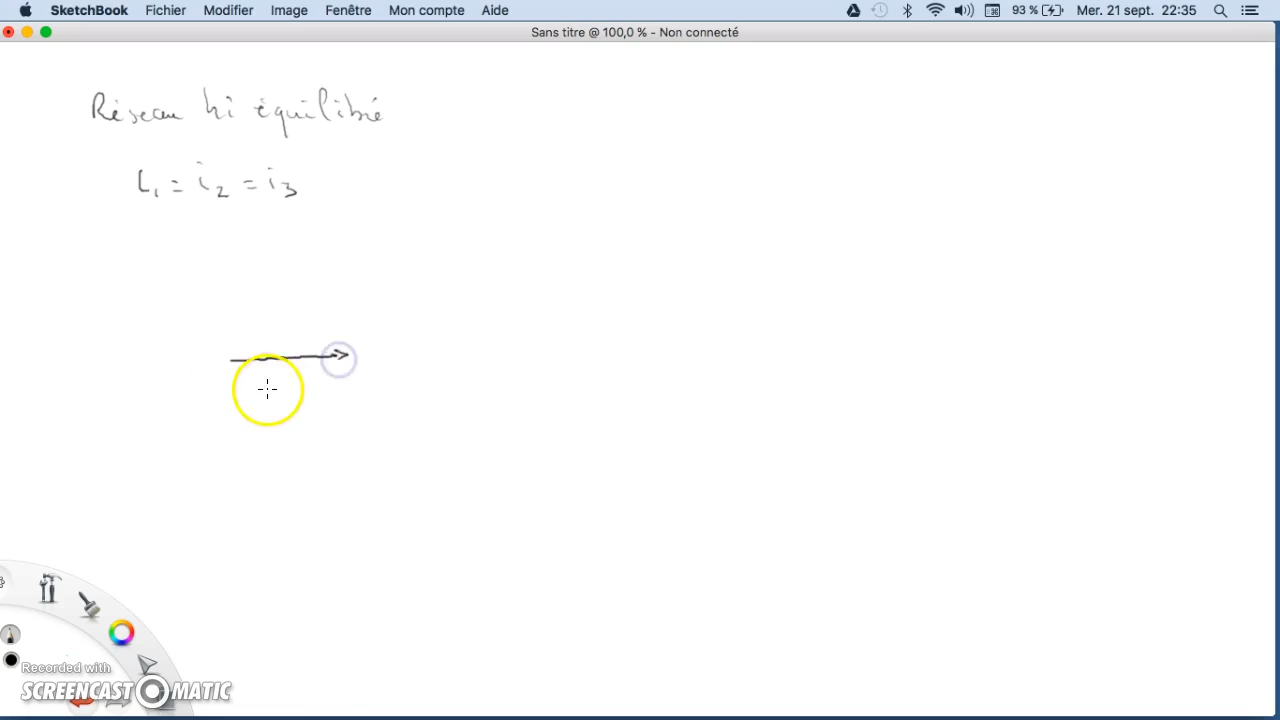 SketchBook Fichier Modifier Image Fenêtre Mon compte Aide 93 % Mer. 21 sept. 22:35
Sans titre @ 100,0 % - Non connecté
Réseau tri équilibré
i1 = i2 = i3
Recorded with
SCREENCAST MATIC